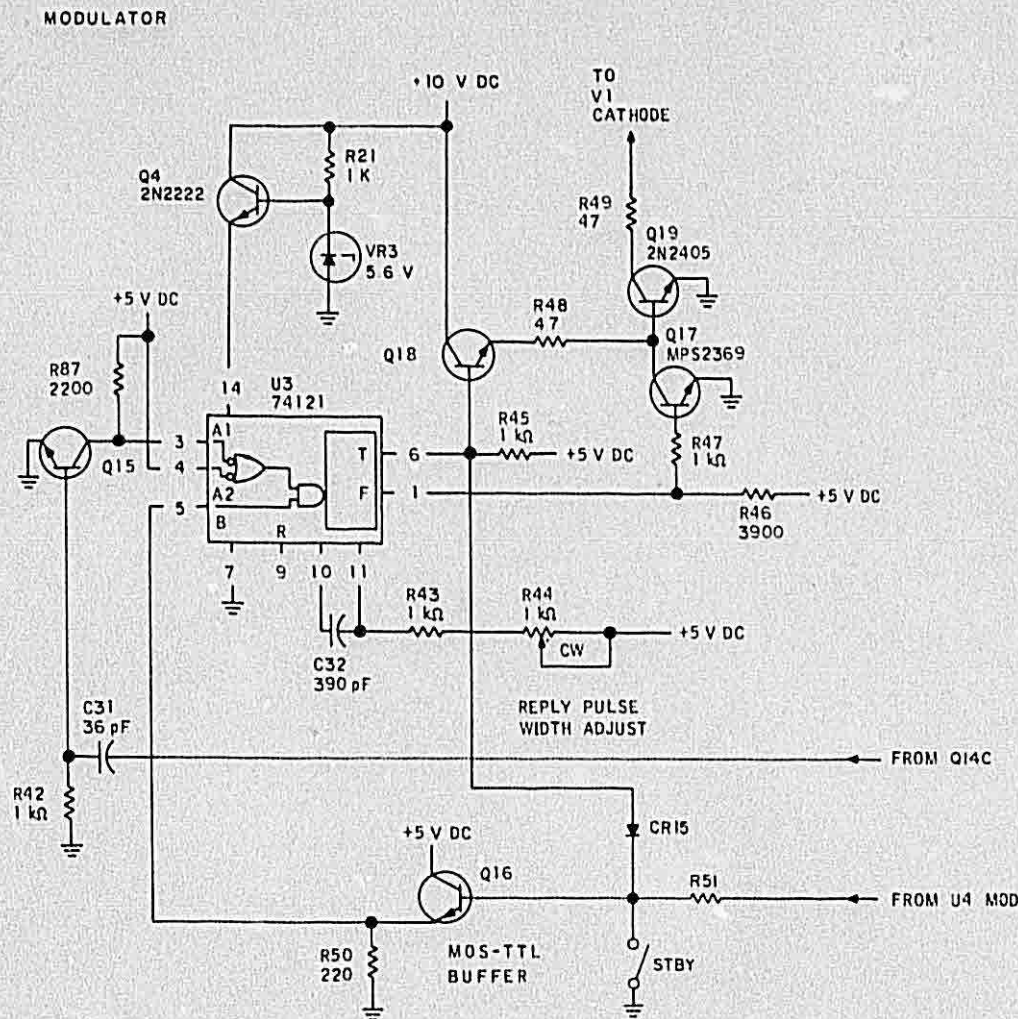 MODULATOR
+10 V DC
TO
V1
CATHODE
R21
1 K
Q4
2N2222
R49
47
Q19
2N2405
VR3
5.6 V
+5 V DC
R48
47
Q17
MPS2369
Q18
R87
2200
14
U3
74121
R45
1 kΩ
+5 V DC
R47
1 kΩ
Q15
3
A1
T
6
4
A2
F
1
+5 V DC
R46
3900
5
B
R
7
9
10
11
R43
1 kΩ
R44
1 kΩ
+5 V DC
CW
C32
390 pF
REPLY PULSE
WIDTH ADJUST
C31
36 pF
FROM Q14C
R42
1 kΩ
CR15
+5 V DC
Q16
R51
FROM U4 MOD
R50
220
MOS-TTL
BUFFER
STBY